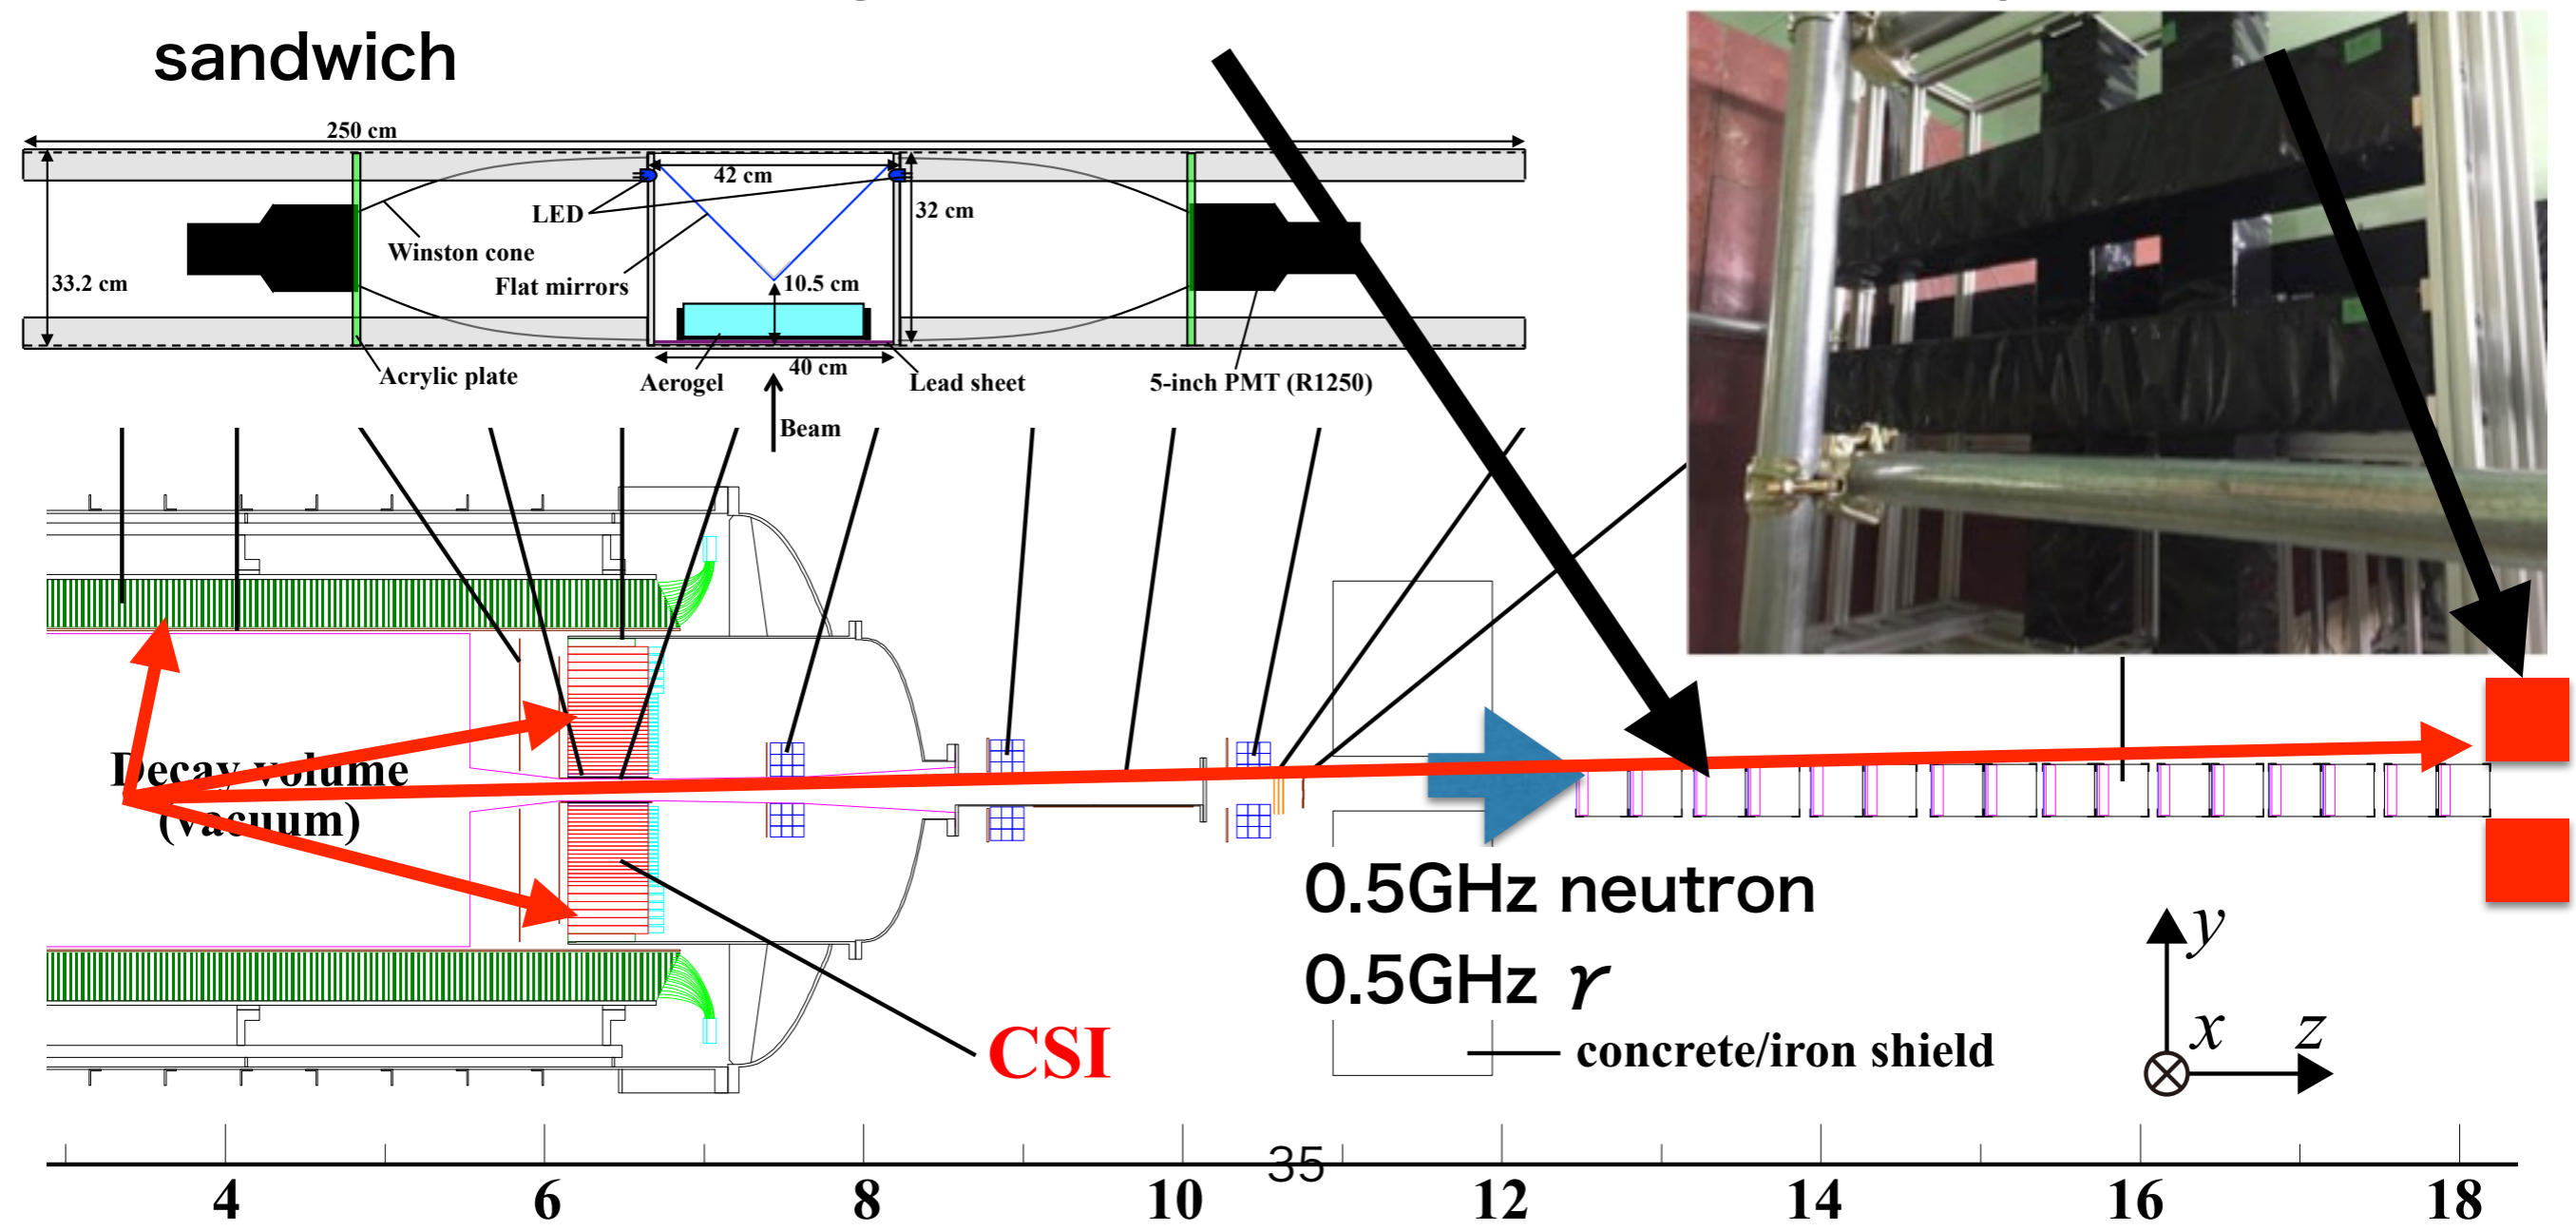 sandwich
250 cm
42 cm
LED
32 cm
Winston cone
33.2 cm
Flat mirrors
10.5 cm
40 cm
Acrylic plate
Aerogel
Lead sheet
5-inch PMT (R1250)
Beam
Decay volume
(vacuum)
0.5GHz neutron
0.5GHz γ
CSI
concrete/iron shield
y
x
z
35
4
6
8
10
12
14
16
18